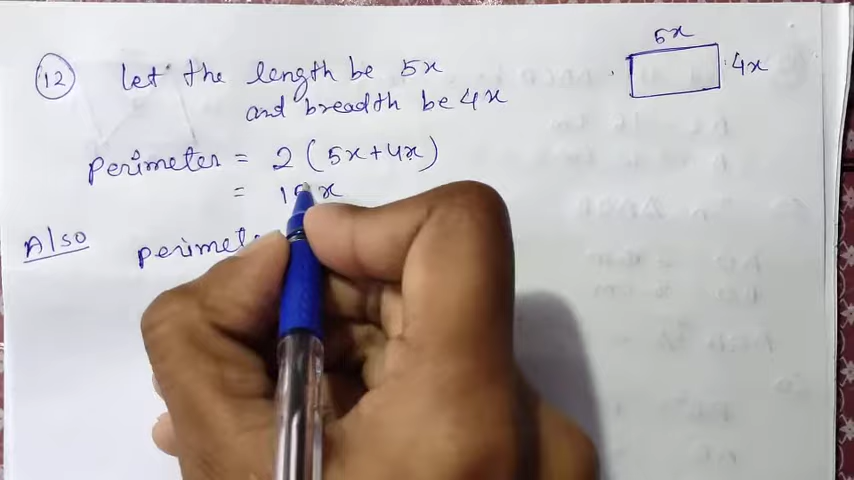 5x
4x
12 Let the length be 5x
and breadth be 4x
Perimeter = 2 (5x+4x)
=
Also